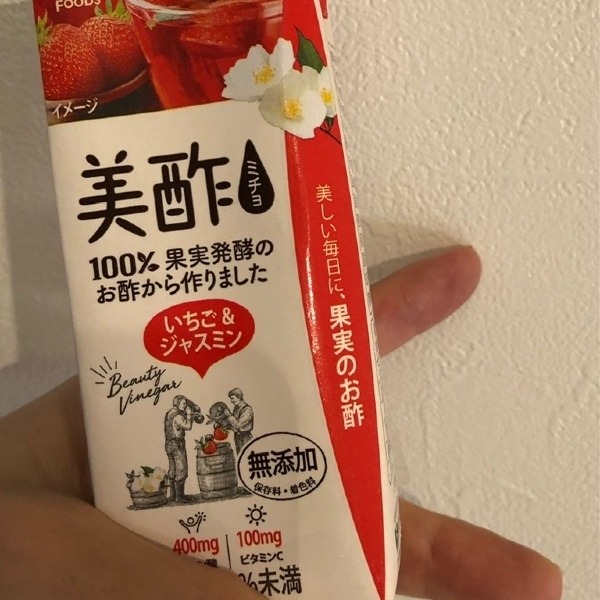 FOODS
イメージ
美酢
ミチョ
100% 果実発酵の
お酢から作りました
いちご&
ジャスミン
Beauty
Vinegar
無添加
保存料・着色料
400mg
100mg
酸
ビタミンC
%未満
美しい毎日に、果実のお酢